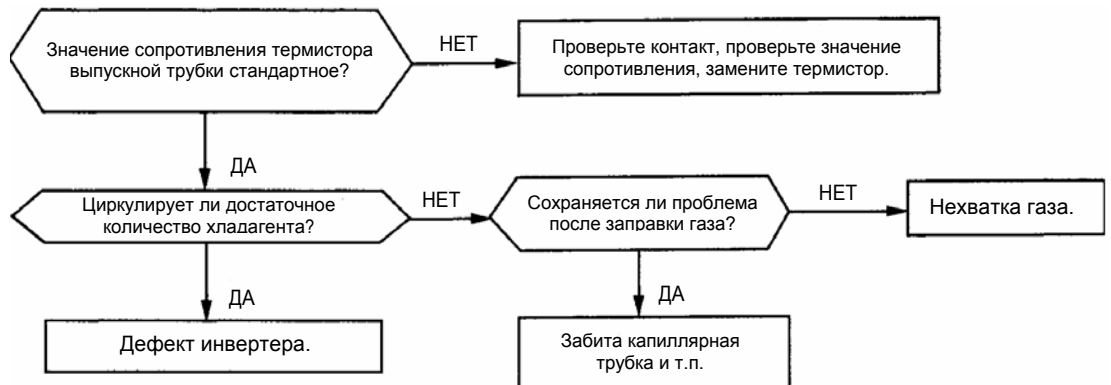 Значение сопротивления термистора
выпускной трубки стандартное?
НЕТ
Проверьте контакт, проверьте значение
сопротивления, замените термистор.
ДА
Циркулирует ли достаточное
количество хладагента?
НЕТ
Сохраняется ли проблема
после заправки газа?
НЕТ
Нехватка газа.
ДА
Дефект инвертера.
ДА
Забита капиллярная
трубка и т.п.